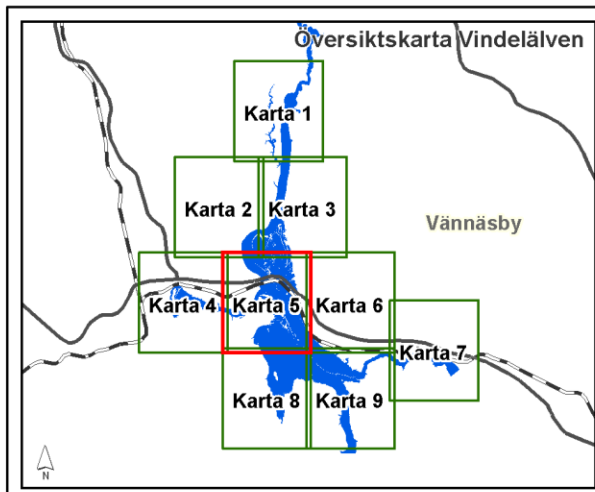 Översiktskarta Vindelälven
Karta 1
Karta 2
Karta 3
Vännäsby
Karta 4
Karta 5
Karta 6
Karta 7
Karta 8
Karta 9
N